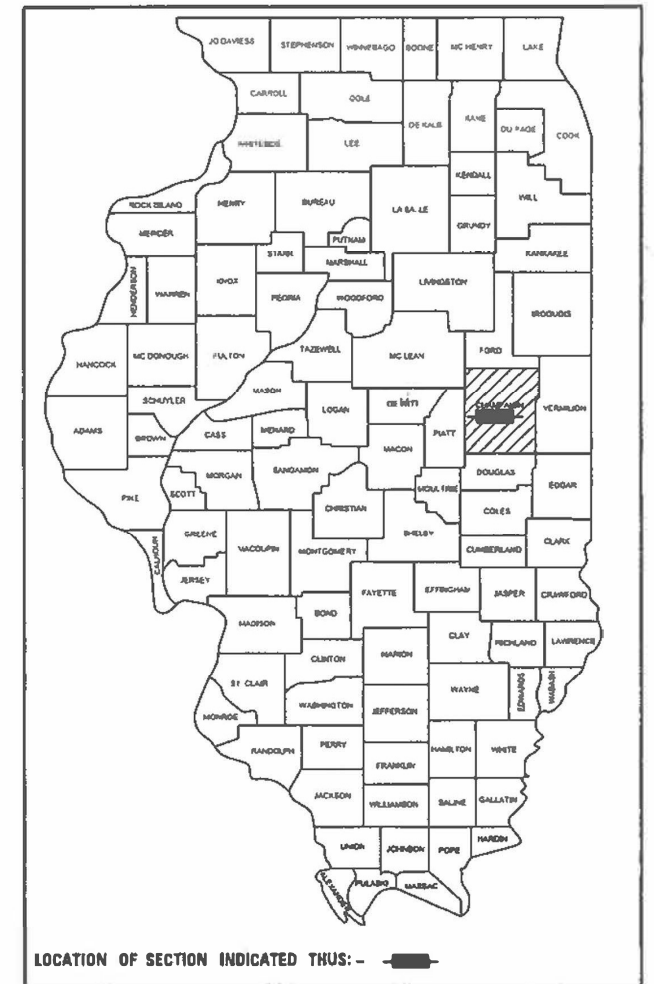 JO DAVIESS STEPHENSON WINNEBAGO BOONE MC HENRY LAKE
CARROLL OGLE DE KALB KANE DU PAGE COOK
WHITESIDE LEE
KENDALL
ROCK ISLAND HENRY BUREAU LA SALLE GRUNDY WILL
MERCER PUTNAM
STARK MARSHALL KANKAKEE
HENDERSON WARREN KNOX PEORIA WOODFORD LIVINGSTON IROQUOIS
HANCOCK MC DONOUGH FULTON TAZEWELL MC LEAN FORD
MASON
SCHUYLER LOGAN DE WITT CHAMPAIGN VERMILION
ADAMS BROWN CASS MENARD MACON PIATT
PIKE SCOTT MORGAN SANGAMON MOULTRIE DOUGLAS EDGAR
CHRISTIAN COLES
CALHOUN GREENE MACOUPIN MONTGOMERY SHELBY CUMBERLAND CLARK
JERSEY FAYETTE EFFINGHAM JASPER CRAWFORD
MADISON BOND
CLINTON MARION CLAY RICHLAND LAWRENCE
ST. CLAIR WAYNE EDWARDS WABASH
MONROE WASHINGTON JEFFERSON
RANDOLPH PERRY HAMILTON WHITE
FRANKLIN
JACKSON WILLIAMSON SALINE GALLATIN
UNION JOHNSON POPE HARDIN
ALEXANDER PULASKI MASSAC
LOCATION OF SECTION INDICATED THUS: -